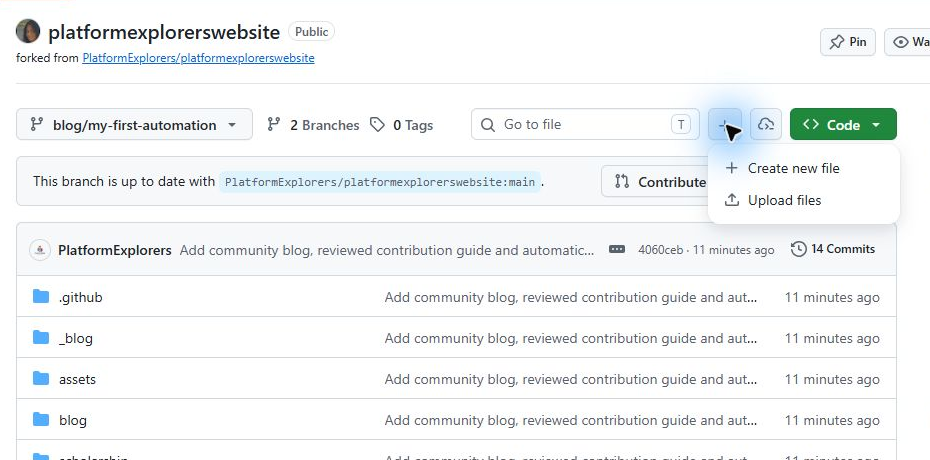 platformexplorerswebsite Public
forked from PlatformExplorers/platformexplorerswebsite
Pin
blog/my-first-automation
2 Branches
0 Tags
Go to file
T
Code
Create new file
Upload files
This branch is up to date with PlatformExplorers/platformexplorerswebsite:main .
Contribute
PlatformExplorers Add community blog, reviewed contribution guide and automatic... 4060ceb · 11 minutes ago 14 Commits
.github Add community blog, reviewed contribution guide and aut... 11 minutes ago
_blog Add community blog, reviewed contribution guide and aut... 11 minutes ago
assets Add community blog, reviewed contribution guide and aut... 11 minutes ago
blog Add community blog, reviewed contribution guide and aut... 11 minutes ago